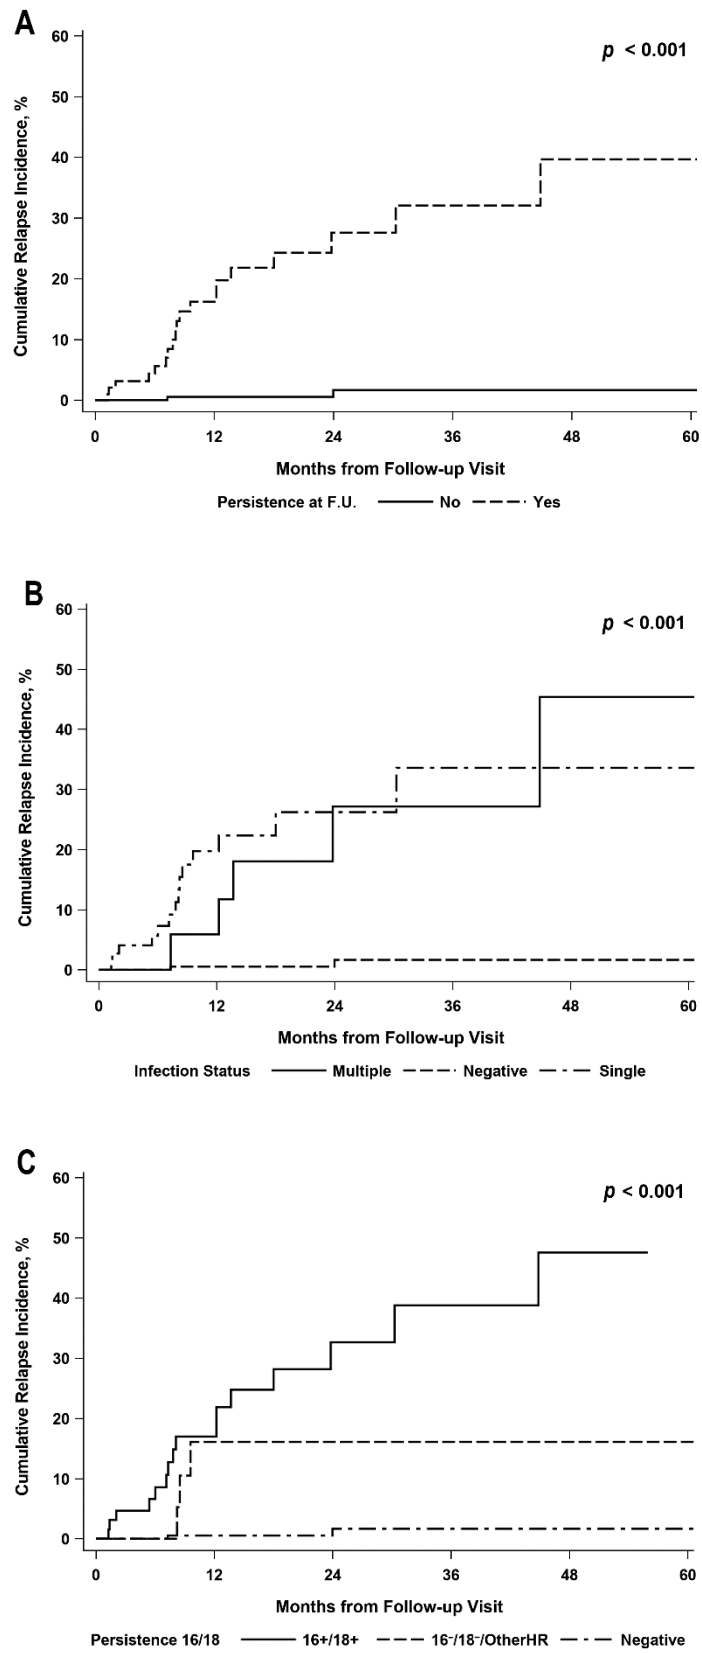 A
p < 0.001
Cumulative Relapse Incidence, %
60
50
40
30
20
10
0
0 12 24 36 48 60
Months from Follow-up Visit
Persistence at F.U. No Yes
B
p < 0.001
Cumulative Relapse Incidence, %
60
50
40
30
20
10
0
0 12 24 36 48 60
Months from Follow-up Visit
Infection Status Multiple Negative Single
C
p < 0.001
Cumulative Relapse Incidence, %
60
50
40
30
20
10
0
0 12 24 36 48 60
Months from Follow-up Visit
Persistence 16/18 16+/18+ 16⁻/18⁻/OtherHR Negative